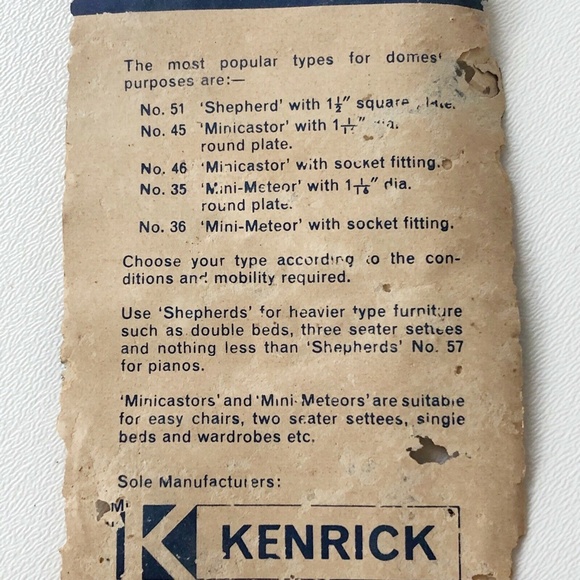 The most popular types for
purposes are:—
No. 51 'Shepherd' with 1½" square
No. 45 'Minicastor' with
round plate.
No. 46 'Minicastor' with socket fitting.
No. 35 'Mini-Meteor' with 1 1/16" dia.
round plate.
No. 36 'Mini-Meteor' with socket fitting.
Choose your type according to the con-
ditions and mobility required.
Use 'Shepherds' for heavier type furniture
such as double beds, three seater settees
and nothing less than 'Shepherds' No. 57
for pianos.
'Minicastors' and 'Mini-Meteors' are suitable
for easy chairs, two seater settees, single
beds and wardrobes etc.
Sole Manufacturers:
K KENRICK